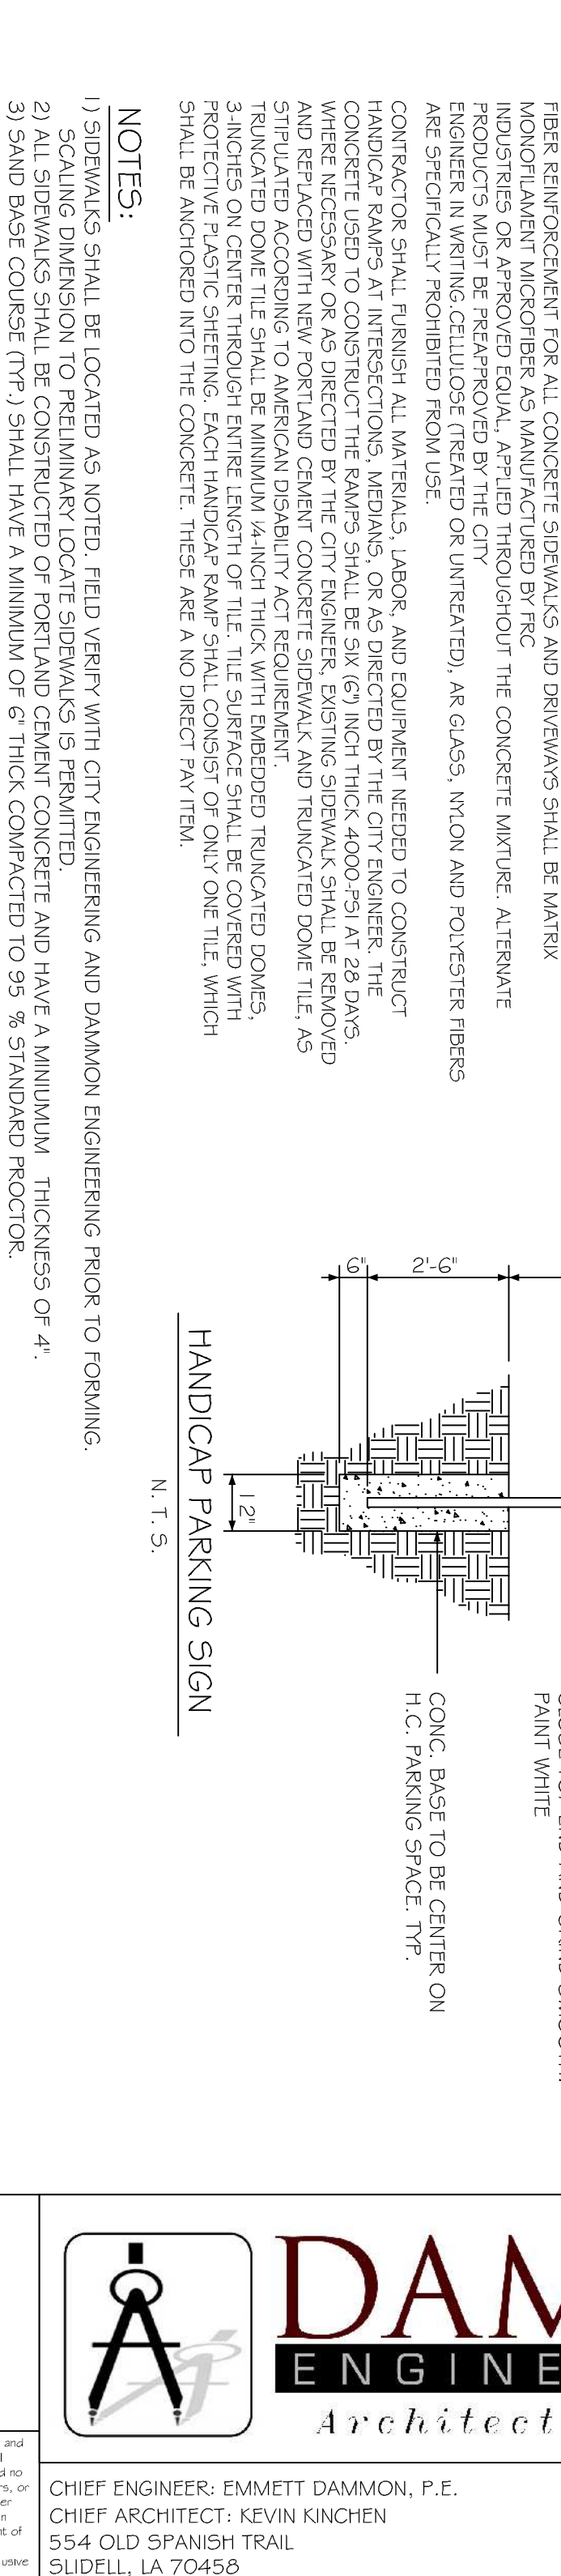 FIBER REINFORCEMENT FOR ALL CONCRETE SIDEWALKS AND DRIVEWAYS SHALL BE MATRIX
MONOFILAMENT MICROFIBER AS MANUFACTURED BY FRC
INDUSTRIES OR APPROVED EQUAL, APPLIED THROUGHOUT THE CONCRETE MIXTURE. ALTERNATE
PRODUCTS MUST BE PREAPPROVED BY THE CITY
ENGINEER IN WRITING.CELLULOSE (TREATED OR UNTREATED), AR GLASS, NYLON AND POLYESTER FIBERS
ARE SPECIFICALLY PROHIBITED FROM USE.
CONTRACTOR SHALL FURNISH ALL MATERIALS, LABOR, AND EQUIPMENT NEEDED TO CONSTRUCT
HANDICAP RAMPS AT INTERSECTIONS, MEDIANS, OR AS DIRECTED BY THE CITY ENGINEER. THE
CONCRETE USED TO CONSTRUCT THE RAMPS SHALL BE SIX (6") INCH THICK 4000-PSI AT 28 DAYS.
WHERE NECESSARY OR AS DIRECTED BY THE CITY ENGINEER, EXISTING SIDEWALK SHALL BE REMOVED
AND REPLACED WITH NEW PORTLAND CEMENT CONCRETE SIDEWALK AND TRUNCATED DOME TILE, AS
STIPULATED ACCORDING TO AMERICAN DISABILITY ACT REQUIREMENT.
TRUNCATED DOME TILE SHALL BE MINIMUM 1/4-INCH THICK WITH EMBEDDED TRUNCATED DOMES,
3-INCHES ON CENTER THROUGH ENTIRE LENGTH OF TILE. TILE SURFACE SHALL BE COVERED WITH
PROTECTIVE PLASTIC SHEETING. EACH HANDICAP RAMP SHALL CONSIST OF ONLY ONE TILE, WHICH
SHALL BE ANCHORED INTO THE CONCRETE. THESE ARE A NO DIRECT PAY ITEM.
NOTES:
1) SIDEWALKS SHALL BE LOCATED AS NOTED. FIELD VERIFY WITH CITY ENGINEERING AND DAMMON ENGINEERING PRIOR TO FORMING.
SCALING DIMENSION TO PRELIMINARY LOCATE SIDEWALKS IS PERMITTED.
2) ALL SIDEWALKS SHALL BE CONSTRUCTED OF PORTLAND CEMENT CONCRETE AND HAVE A MINIUMUM THICKNESS OF 4".
3) SAND BASE COURSE (TYP.) SHALL HAVE A MINIMUM OF 6" THICK COMPACTED TO 95 % STANDARD PROCTOR.
6"
2'-6"
12"
PAINT WHITE
CONC. BASE TO BE CENTER ON
H.C. PARKING SPACE. TYP.
HANDICAP PARKING SIGN
N. T. S.
DAM
ENGINE
Architect
CHIEF ENGINEER: EMMETT DAMMON, P.E.
CHIEF ARCHITECT: KEVIN KINCHEN
554 OLD SPANISH TRAIL
SLIDELL, LA 70458
and
d no
rs, or
er
n
nt of
usive